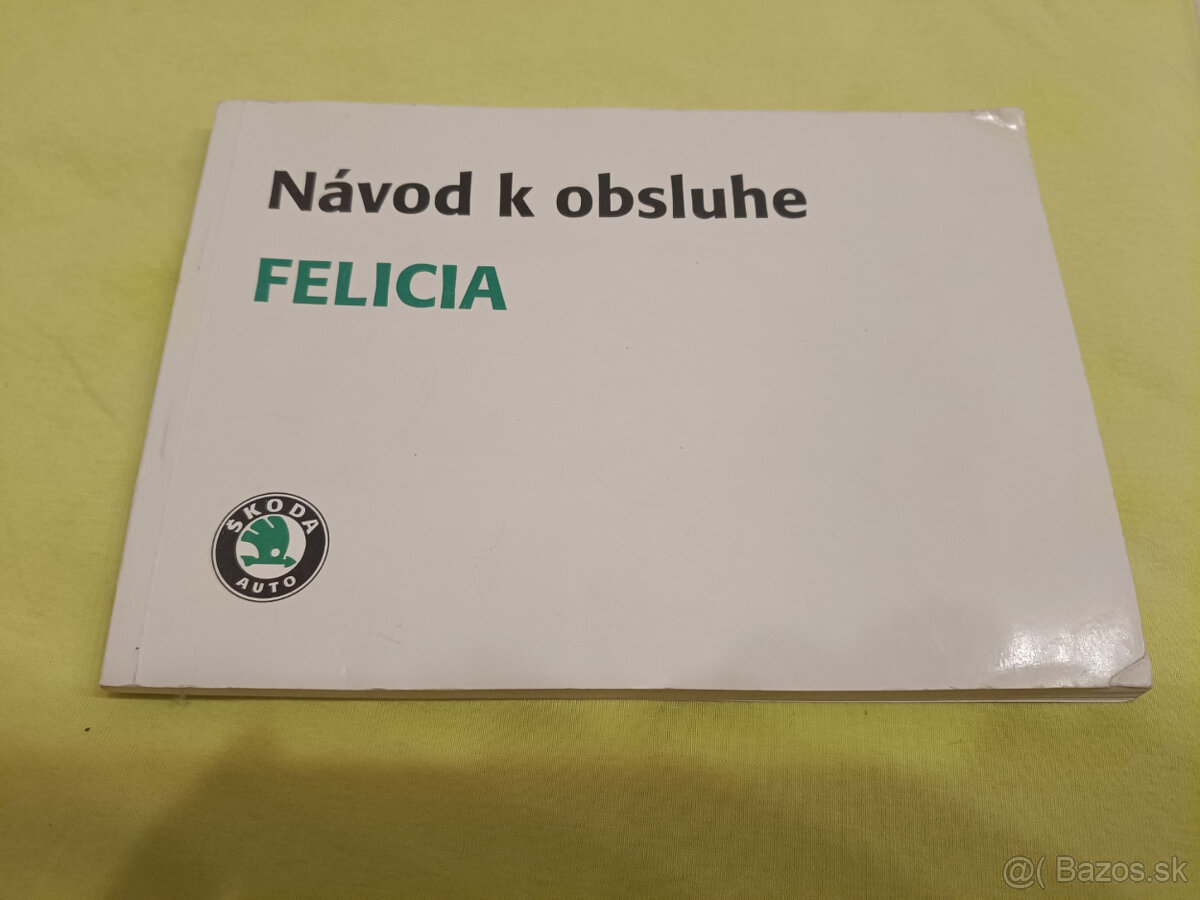 Návod k obsluhe
FELICIA
ŠKODA
AUTO
@( Bazos.sk